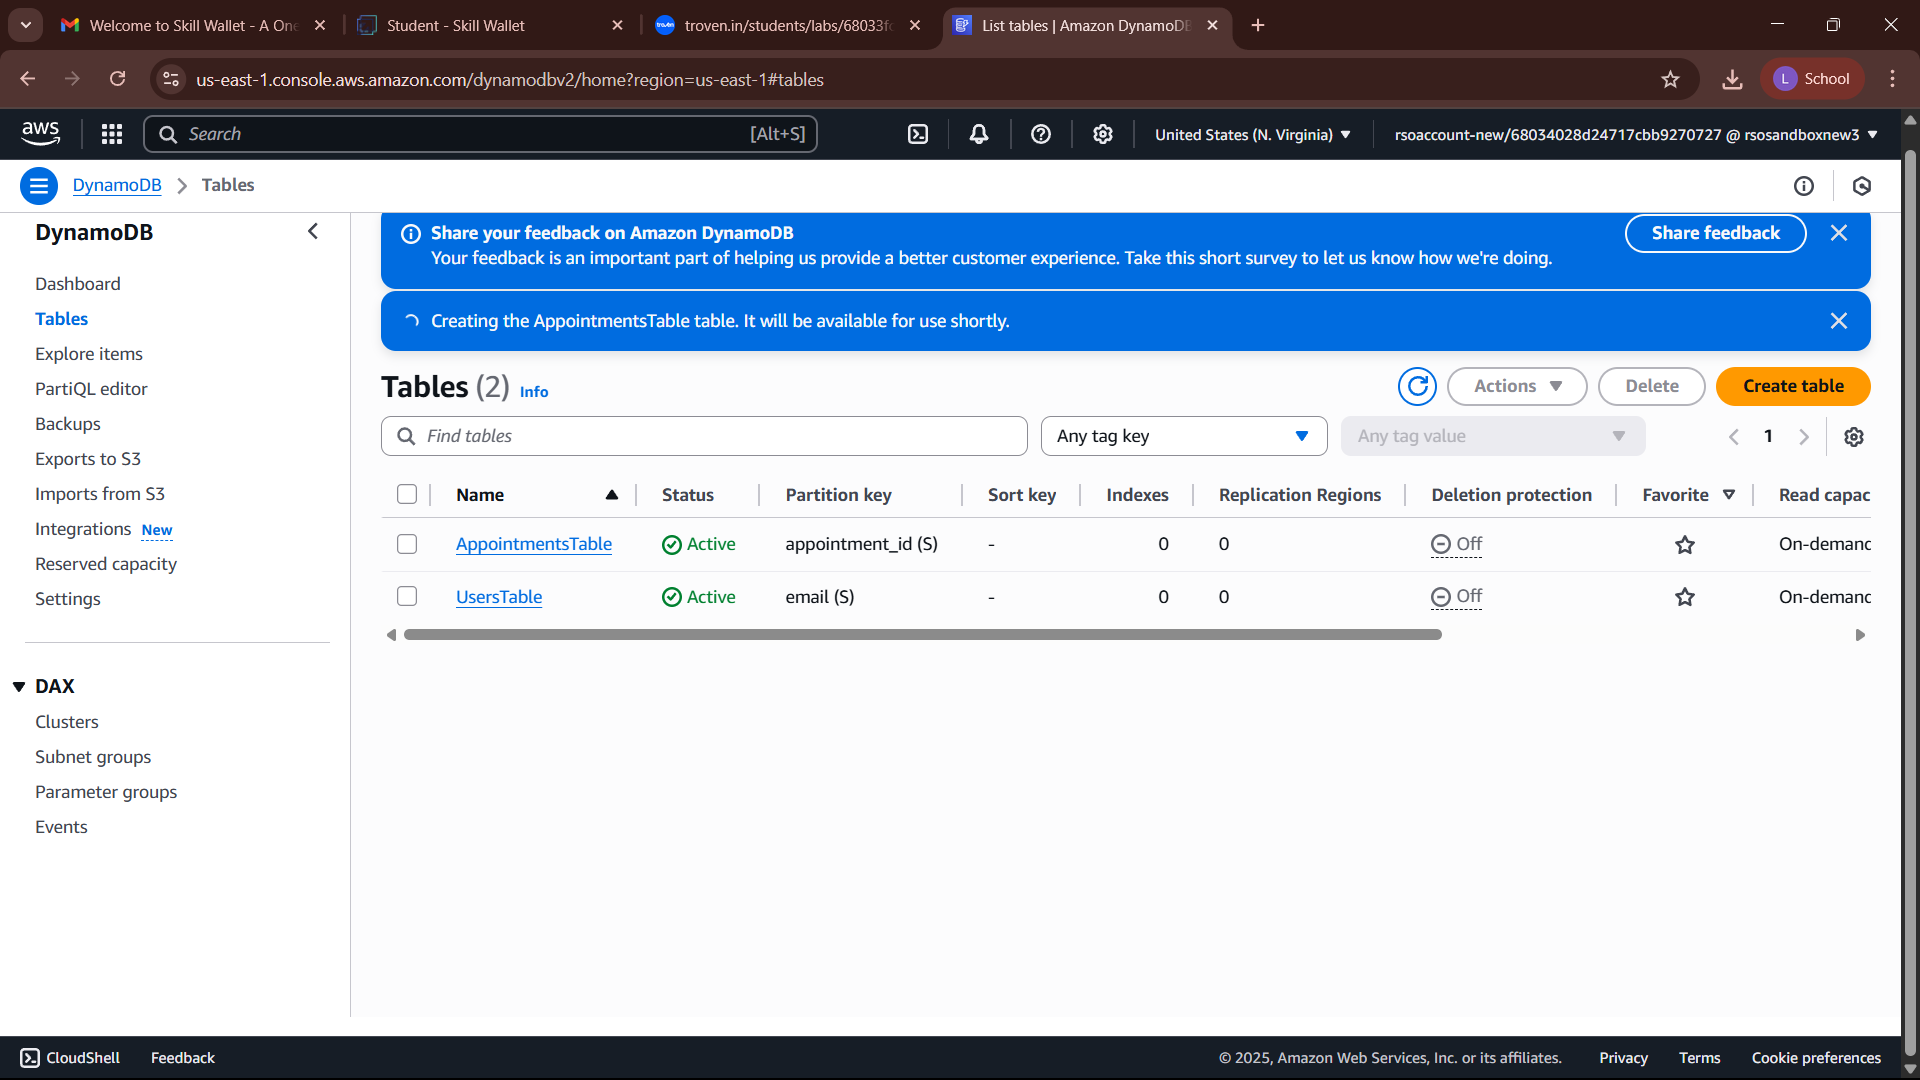 Welcome to Skill Wallet - A One
Student - Skill Wallet
troven.in/students/labs/68033fc
List tables | Amazon DynamoDB
us-east-1.console.aws.amazon.com/dynamodbv2/home?region=us-east-1#tables
L School
aws
Search [Alt+S]
United States (N. Virginia)
rsoaccount-new/68034028d24717cbb9270727 @ rsosandboxnew3
DynamoDB > Tables
DynamoDB
Dashboard
Tables
Explore items
PartiQL editor
Backups
Exports to S3
Imports from S3
Integrations New
Reserved capacity
Settings
DAX
Clusters
Subnet groups
Parameter groups
Events
Share your feedback on Amazon DynamoDB
Your feedback is an important part of helping us provide a better customer experience. Take this short survey to let us know how we're doing.
Share feedback
Creating the AppointmentsTable table. It will be available for use shortly.
Tables (2) Info
Actions
Delete
Create table
Find tables
Any tag key
Any tag value
1
Name Status Partition key Sort key Indexes Replication Regions Deletion protection Favorite Read capac
AppointmentsTable Active appointment_id (S) - 0 0 Off On-demand
UsersTable Active email (S) - 0 0 Off On-demand
CloudShell Feedback
© 2025, Amazon Web Services, Inc. or its affiliates. Privacy Terms Cookie preferences